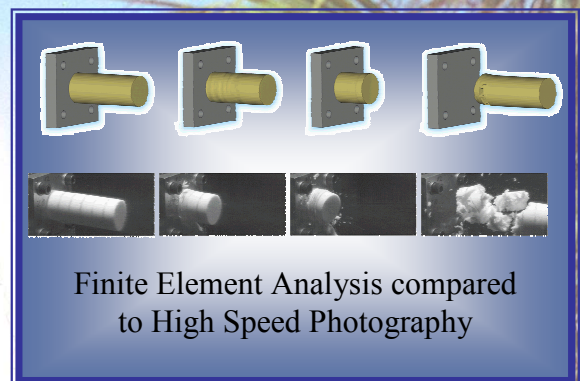 Finite Element Analysis compared
to High Speed Photography